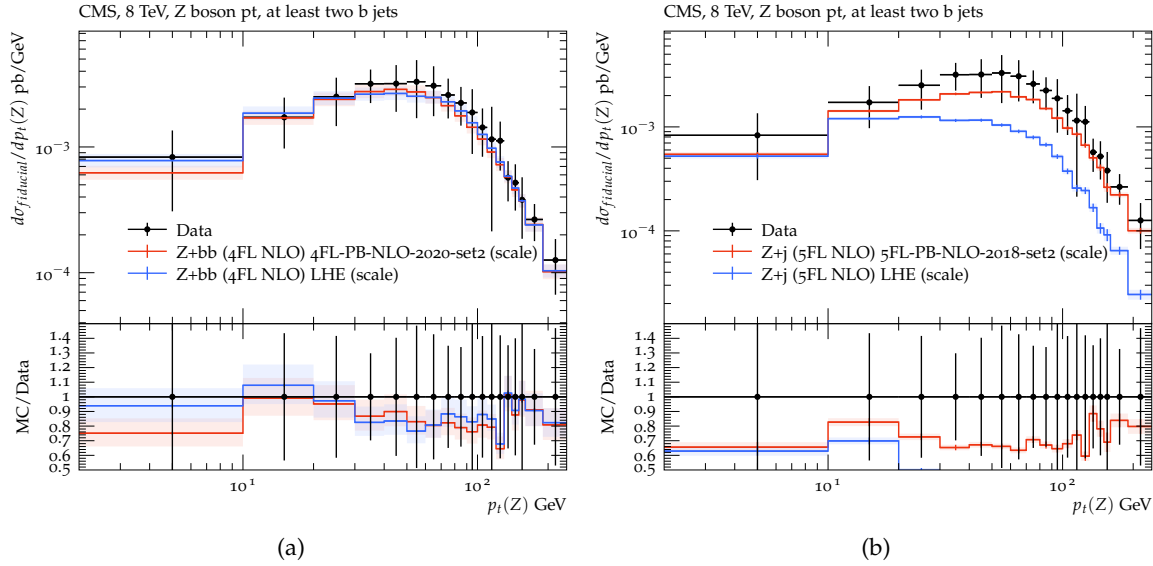 CMS, 8 TeV, Z boson pt, at least two b jets
dσ_fiducial/dp_t(Z) pb/GeV
10^−3
10^−4
Data
Z+bb (4FL NLO) 4FL-PB-NLO-2020-set2 (scale)
Z+bb (4FL NLO) LHE (scale)
MC/Data
1.4
1.3
1.2
1.1
1
0.9
0.8
0.7
0.6
0.5
10^1
10^2
p_t(Z) GeV
(a)
CMS, 8 TeV, Z boson pt, at least two b jets
dσ_fiducial/dp_t(Z) pb/GeV
10^−3
10^−4
Data
Z+j (5FL NLO) 5FL-PB-NLO-2018-set2 (scale)
Z+j (5FL NLO) LHE (scale)
MC/Data
1.4
1.3
1.2
1.1
1
0.9
0.8
0.7
0.6
0.5
10^1
10^2
p_t(Z) GeV
(b)